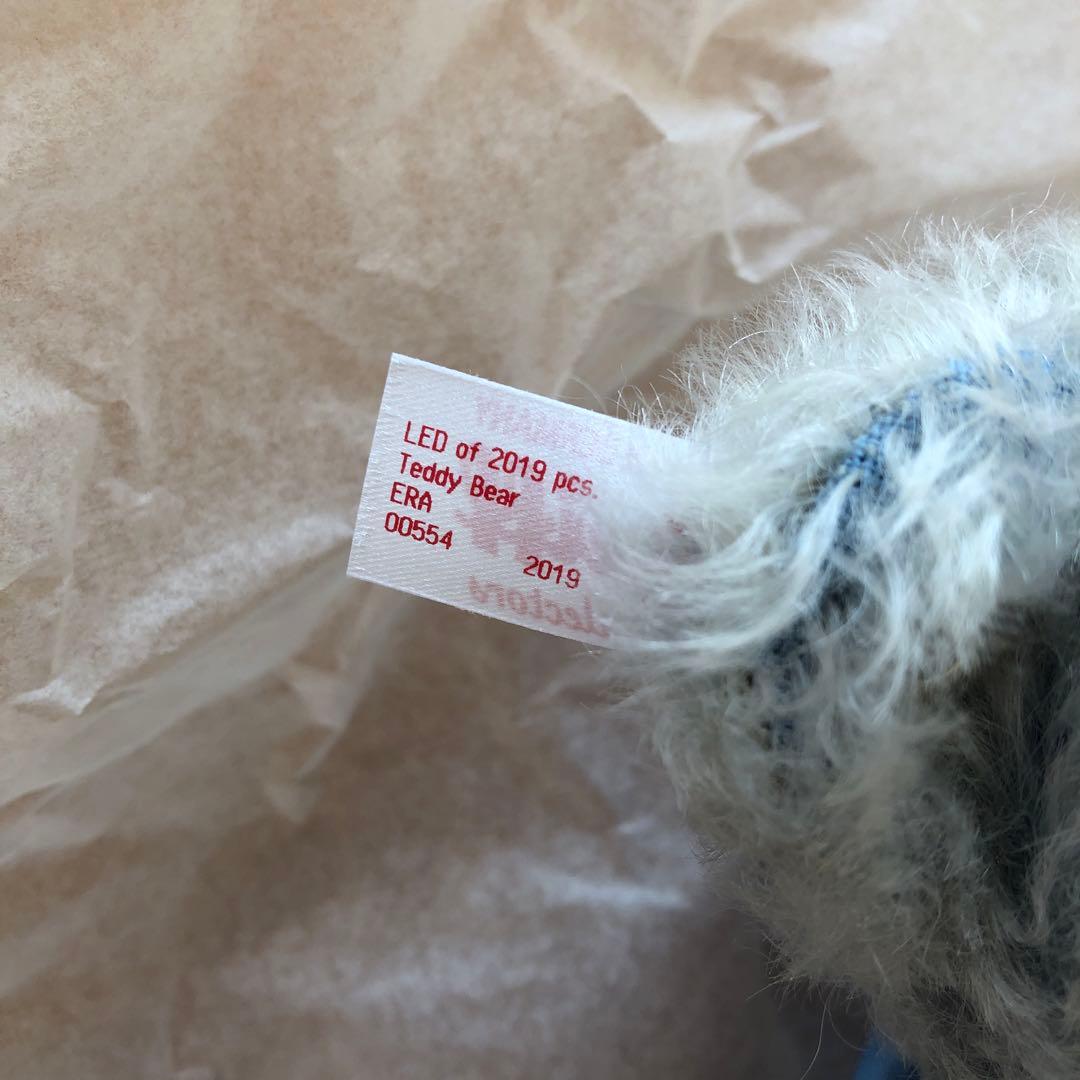 LED of 2019 pcs.
Teddy Bear
ERA
00554
2019